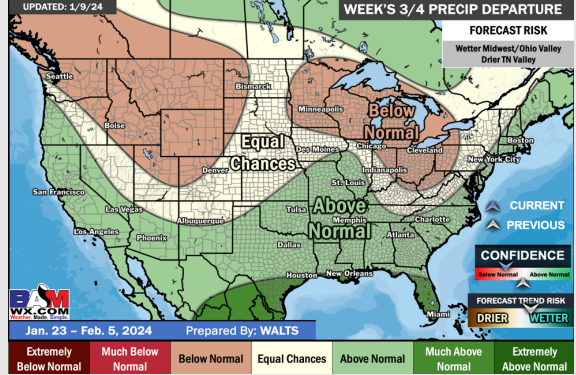 UPDATED: 1/9/24
WEEK'S 3/4 PRECIP DEPARTURE
FORECAST RISK
Wetter Midwest/Ohio Valley
Drier TN Valley
Seattle
Bismarck
Minneapolis
Below
Normal
Boise
Equal
Chances
Des Moines
Chicago
Cleveland
Boston
New York City
Denver
Indianapolis
St. Louis
San Francisco
Las Vegas
Albuquerque
Tulsa
Above
Normal
Memphis
Charlotte
Los Angeles
Phoenix
Atlanta
Dallas
Houston
New Orleans
Miami
CURRENT
PREVIOUS
CONFIDENCE
Below Normal
Above Normal
FORECAST TREND RISK
DRIER
WETTER
BAM
WX.COM
Weather. Made. Simple.
Jan. 23 – Feb. 5, 2024
Prepared By: WALTS
Extremely
Below Normal
Much Below
Normal
Below Normal
Equal Chances
Above Normal
Much Above
Normal
Extremely
Above Normal